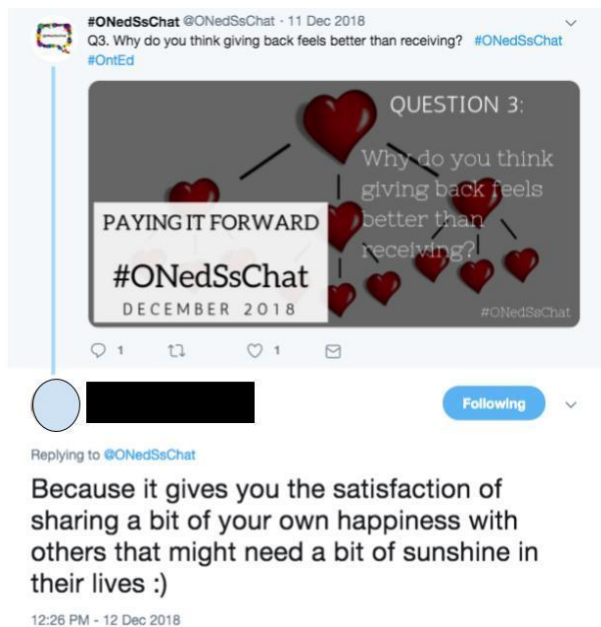 #ONedSsChat @ONedSsChat · 11 Dec 2018
Q3. Why do you think giving back feels better than receiving? #ONedSsChat
#OntEd
QUESTION 3:
Why do you think
giving back feels
better than
receiving?
PAYING IT FORWARD
#ONedSsChat
DECEMBER 2018
#ONedSsChat
1
1
Following
Replying to @ONedSsChat
Because it gives you the satisfaction of
sharing a bit of your own happiness with
others that might need a bit of sunshine in
their lives :)
12:26 PM - 12 Dec 2018